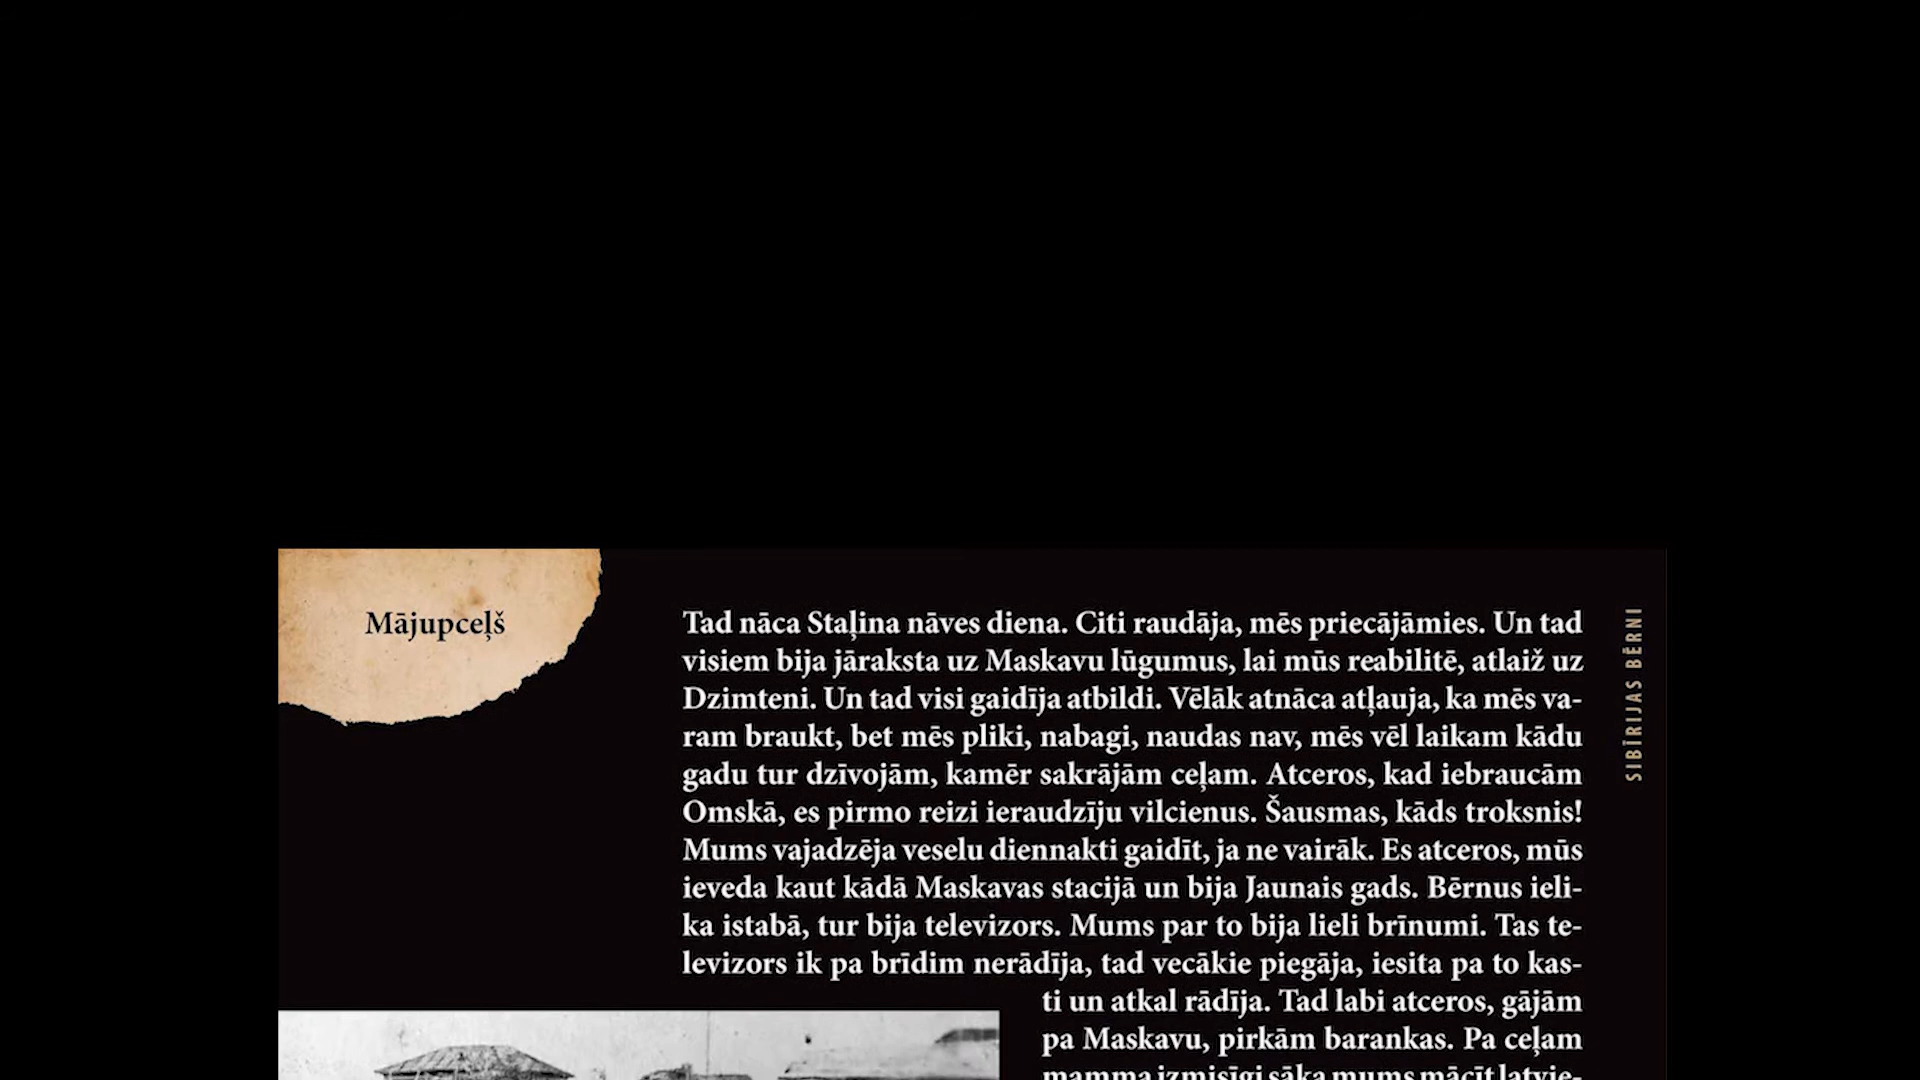 Mājupceļš
Tad nāca Staļina nāves diena. Citi raudāja, mēs priecājāmies. Un tad
visiem bija jāraksta uz Maskavu lūgumus, lai mūs reabilitē, atlaiž uz
Dzimteni. Un tad visi gaidīja atbildi. Vēlāk atnāca atļauja, ka mēs va-
ram braukt, bet mēs pliki, nabagi, naudas nav, mēs vēl laikam kādu
gadu tur dzīvojām, kamēr sakrājām ceļam. Atceros, kad iebraucām
Omskā, es pirmo reizi ieraudzīju vilcienus. Šausmas, kāds troksnis!
Mums vajadzēja veselu diennakti gaidīt, ja ne vairāk. Es atceros, mūs
ieveda kaut kādā Maskavas stacijā un bija Jaunais gads. Bērnus ieli-
ka istabā, tur bija televizors. Mums par to bija lieli brīnumi. Tas te-
levizors ik pa brīdim nerādīja, tad vecākie piegāja, iesita pa to kas-
ti un atkal rādīja. Tad labi atceros, gājām
pa Maskavu, pirkām barankas. Pa ceļam
mamma izmisīgi sāka mums mācīt latvie-
SIBĪRIJAS BĒRNI